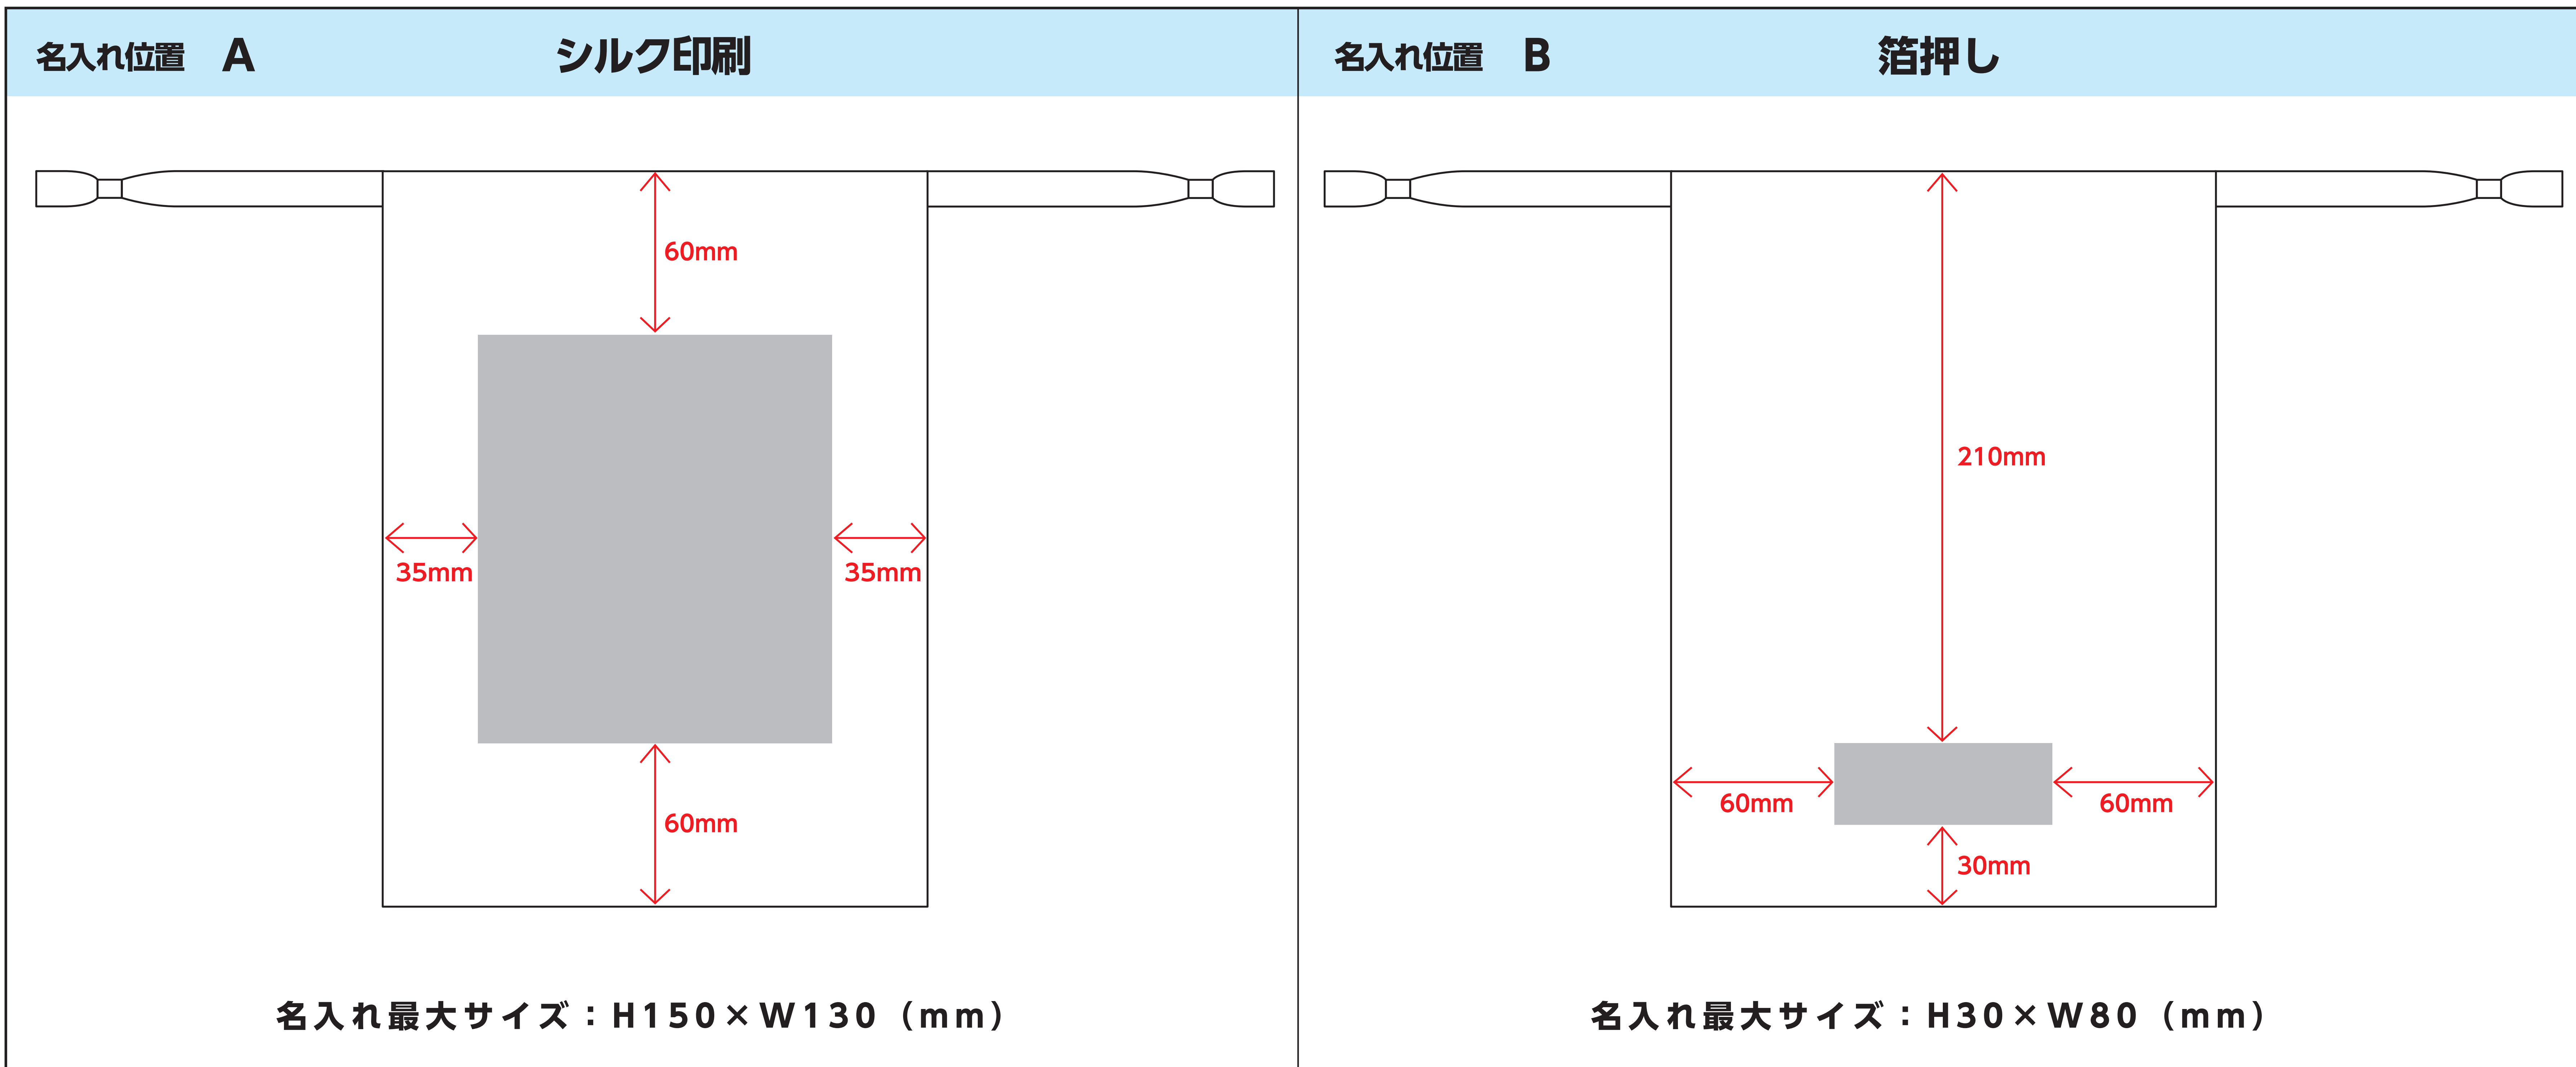 名入れ位置 A シルク印刷
60mm
35mm 35mm
60mm
名入れ最大サイズ：H150×W130（mm）
名入れ位置 B 箔押し
210mm
60mm 60mm
30mm
名入れ最大サイズ：H30×W80（mm）